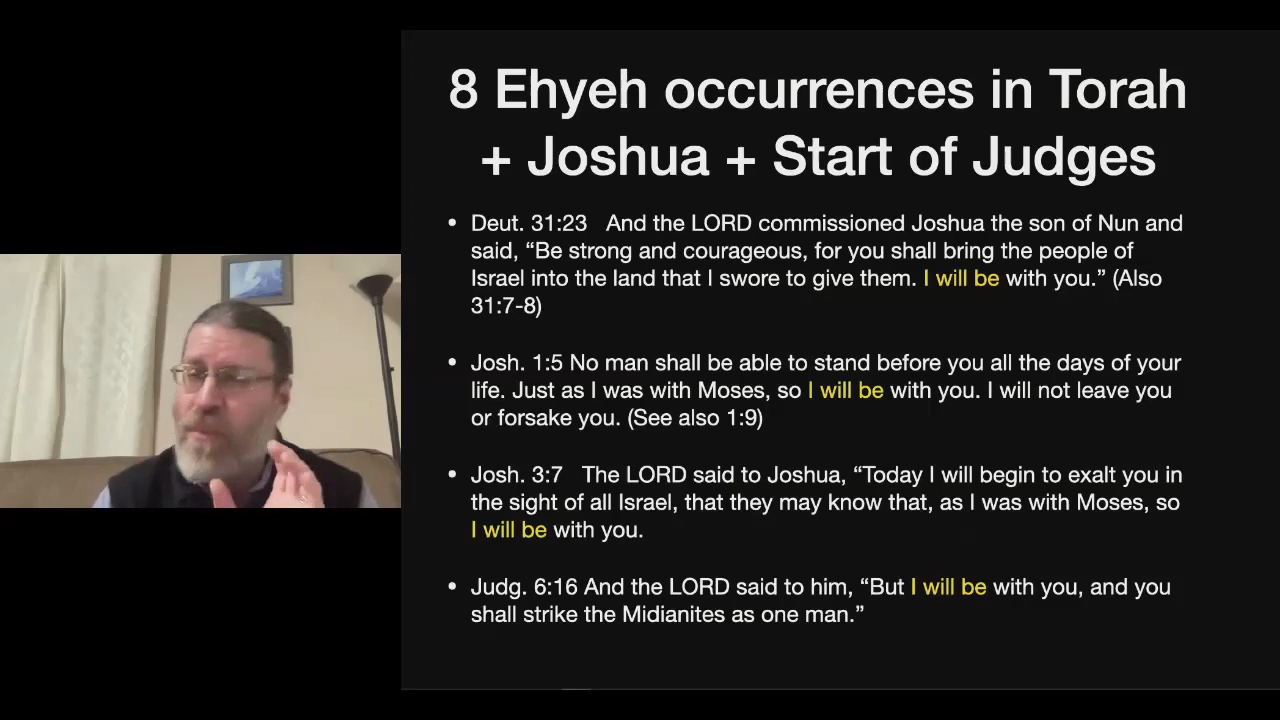 8 Ehyeh occurrences in Torah
+ Joshua + Start of Judges
• Deut. 31:23 And the LORD commissioned Joshua the son of Nun and
said, “Be strong and courageous, for you shall bring the people of
Israel into the land that I swore to give them. I will be with you.” (Also
31:7-8)
• Josh. 1:5 No man shall be able to stand before you all the days of your
life. Just as I was with Moses, so I will be with you. I will not leave you
or forsake you. (See also 1:9)
• Josh. 3:7 The LORD said to Joshua, “Today I will begin to exalt you in
the sight of all Israel, that they may know that, as I was with Moses, so
I will be with you.
• Judg. 6:16 And the LORD said to him, “But I will be with you, and you
shall strike the Midianites as one man.”